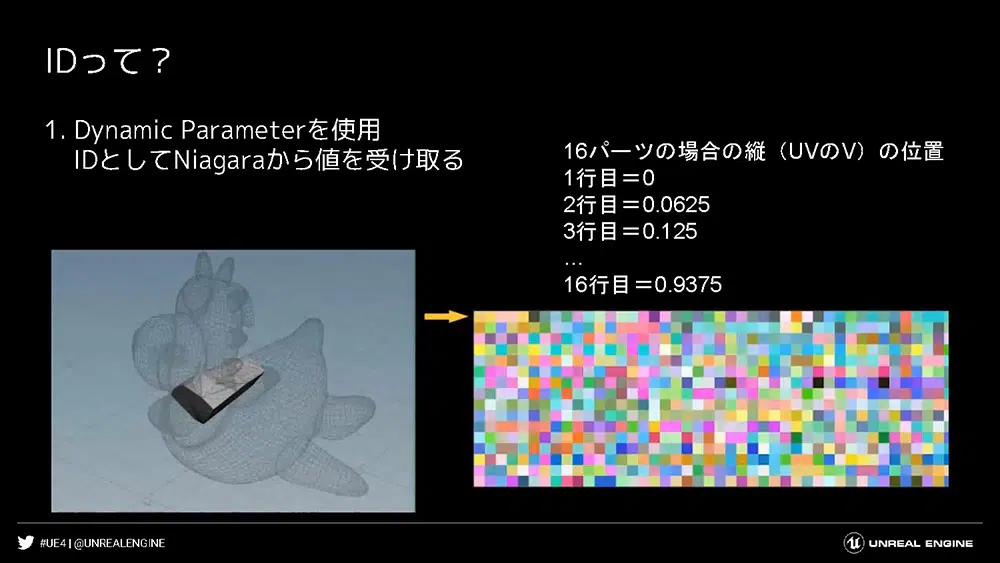 IDって？
1. Dynamic Parameterを使用
IDとしてNiagaraから値を受け取る
16パーツの場合の縦（UVのV）の位置
1行目＝0
2行目＝0.0625
3行目＝0.125
…
16行目＝0.9375
#UE4 | @UNREALENGINE
UNREAL ENGINE